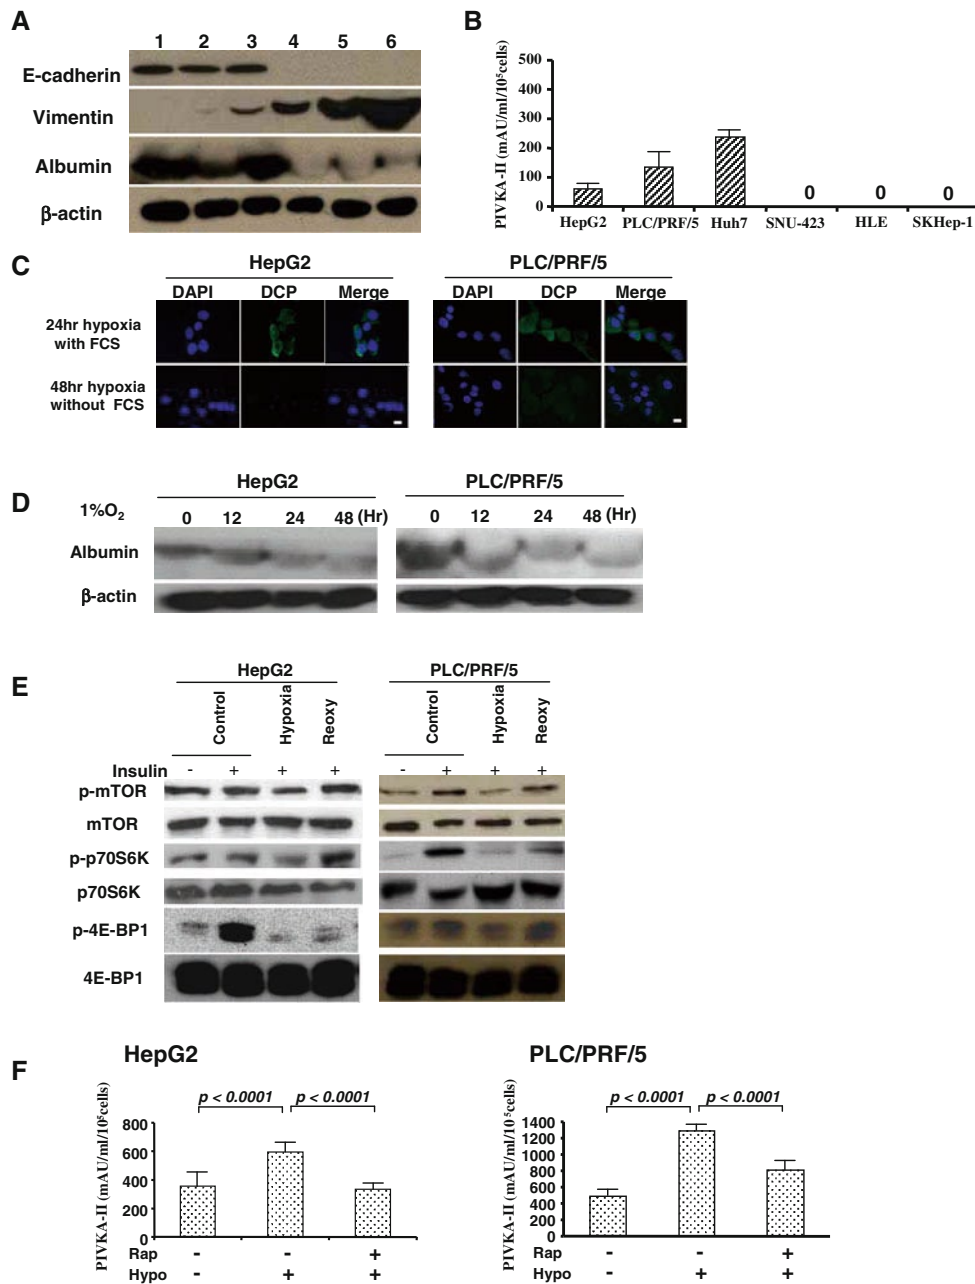 A
1 2 3 4 5 6
E-cadherin
Vimentin
Albumin
β-actin
B
PIVKA-II (mAU/ml/10⁵cells)
500
400
300
200
100
0
0 0 0
HepG2 PLC/PRF/5 Huh7 SNU-423 HLE SKHep-1
C
HepG2 PLC/PRF/5
DAPI DCP Merge DAPI DCP Merge
24hr hypoxia
with FCS
48hr hypoxia
without FCS
D
HepG2 PLC/PRF/5
1%O₂
0 12 24 48 (Hr) 0 12 24 48 (Hr)
Albumin
β-actin
E
HepG2 PLC/PRF/5
Control Hypoxia Reoxy Control Hypoxia Reoxy
Insulin - + + + - + + +
p-mTOR
mTOR
p-p70S6K
p70S6K
p-4E-BP1
4E-BP1
F
HepG2
PIVKA-II (mAU/ml/10⁵cells)
p < 0.0001 p < 0.0001
800
600
400
200
0
Rap - - +
Hypo - + +
PLC/PRF/5
PIVKA-II (mAU/ml/10⁵cells)
p < 0.0001 p < 0.0001
1400
1200
1000
800
600
400
200
0
Rap - - +
Hypo - + +